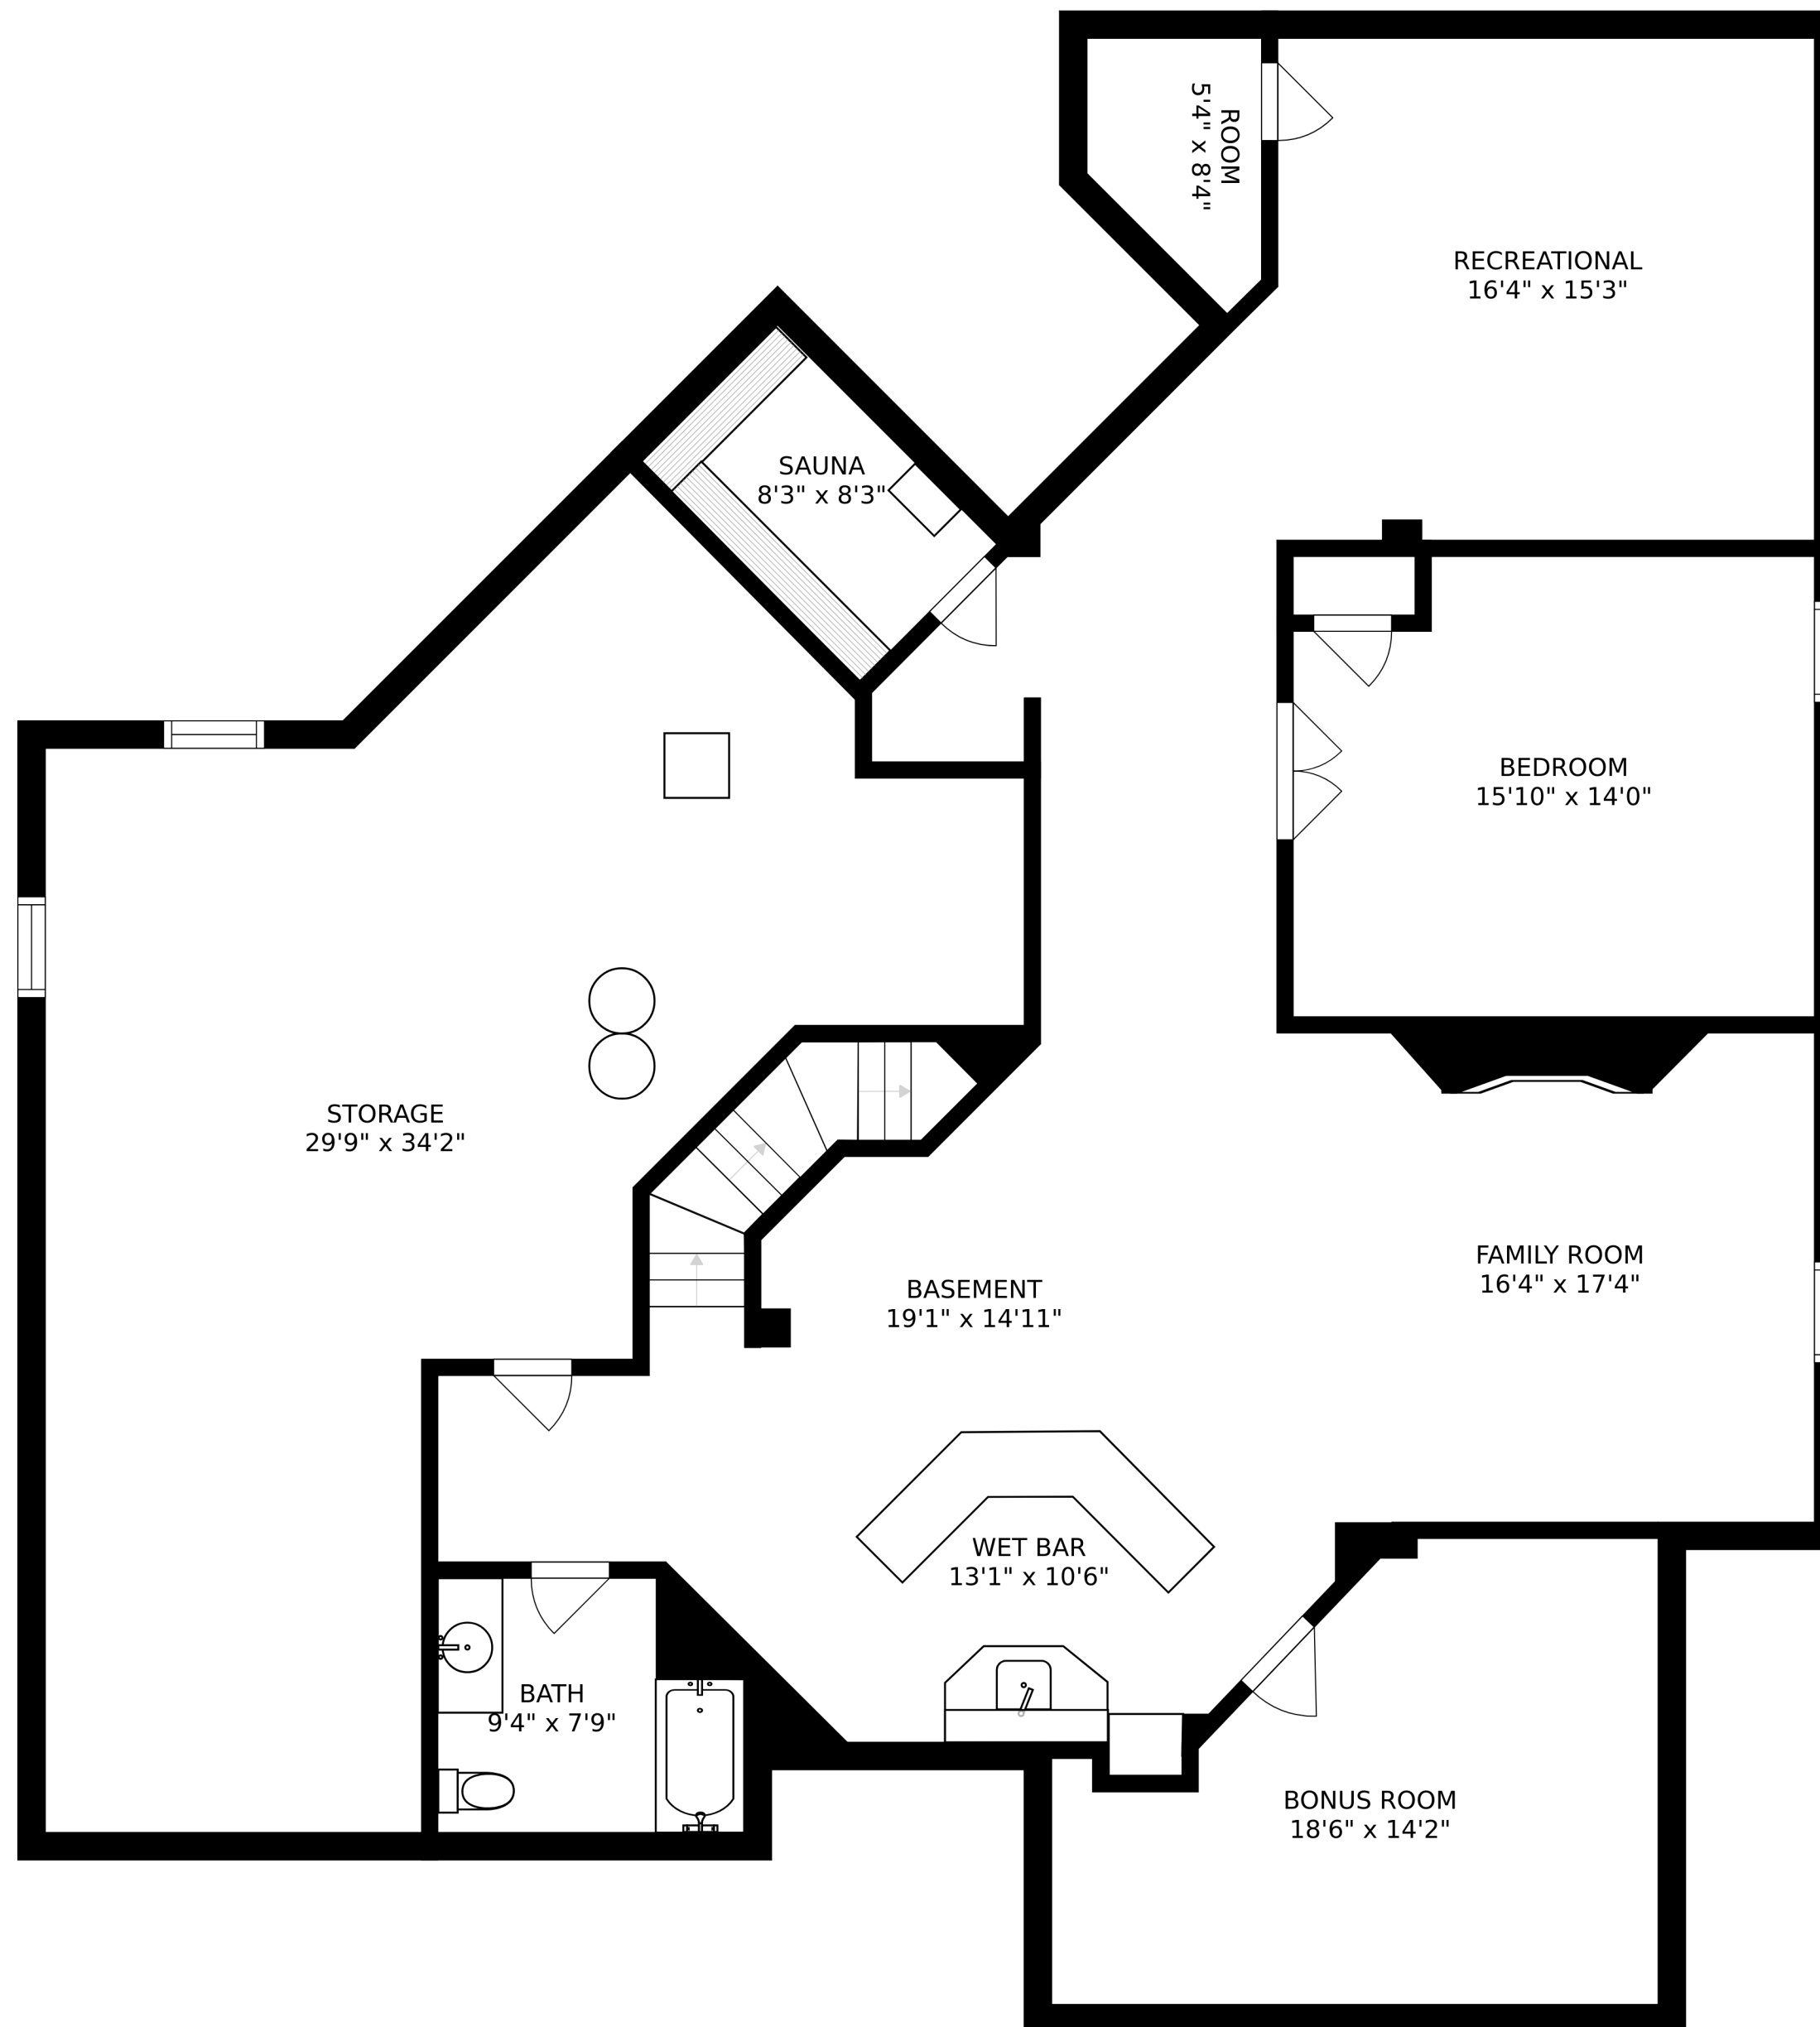 ROOM
5'4" x 8'4"
RECREATIONAL
16'4" x 15'3"
SAUNA
8'3" x 8'3"
BEDROOM
15'10" x 14'0"
STORAGE
29'9" x 34'2"
FAMILY ROOM
16'4" x 17'4"
BASEMENT
19'1" x 14'11"
WET BAR
13'1" x 10'6"
BATH
9'4" x 7'9"
BONUS ROOM
18'6" x 14'2"